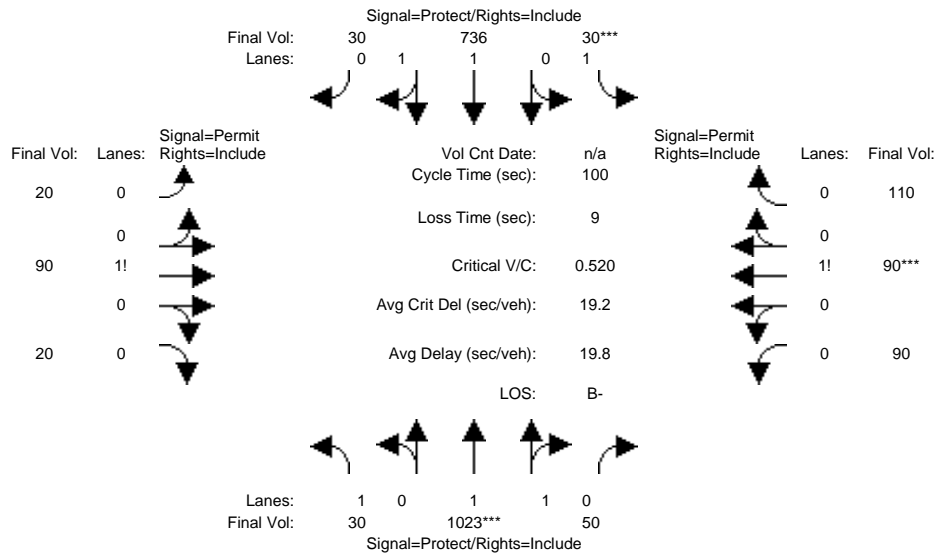 Signal=Protect/Rights=Include
Final Vol: 30 736 30***
Lanes: 0 1 1 0 1
Signal=Permit Signal=Permit
Final Vol: Lanes: Rights=Include Vol Cnt Date: n/a Rights=Include Lanes: Final Vol:
Cycle Time (sec): 100
20 0 0 110
Loss Time (sec): 9
0 0
90 1! Critical V/C: 0.520 1! 90***
0 Avg Crit Del (sec/veh): 19.2 0
20 0 Avg Delay (sec/veh): 19.8 0 90
LOS: B-
Lanes: 1 0 1 1 0
Final Vol: 30 1023*** 50
Signal=Protect/Rights=Include